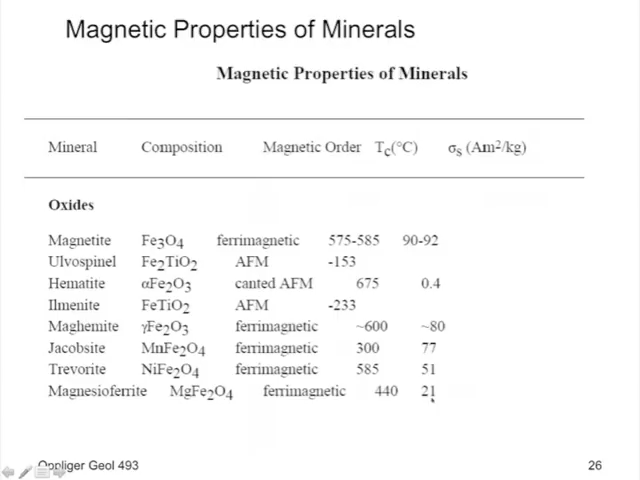 Magnetic Properties of Minerals
Magnetic Properties of Minerals
Mineral Composition Magnetic Order Tc(°C) σs (Am²/kg)
Oxides
Magnetite Fe3O4 ferrimagnetic 575-585 90-92
Ulvospinel Fe2TiO2 AFM -153
Hematite αFe2O3 canted AFM 675 0.4
Ilmenite FeTiO2 AFM -233
Maghemite γFe2O3 ferrimagnetic ~600 ~80
Jacobsite MnFe2O4 ferrimagnetic 300 77
Trevorite NiFe2O4 ferrimagnetic 585 51
Magnesioferrite MgFe2O4 ferrimagnetic 440 21
Oppliger Geol 493 26